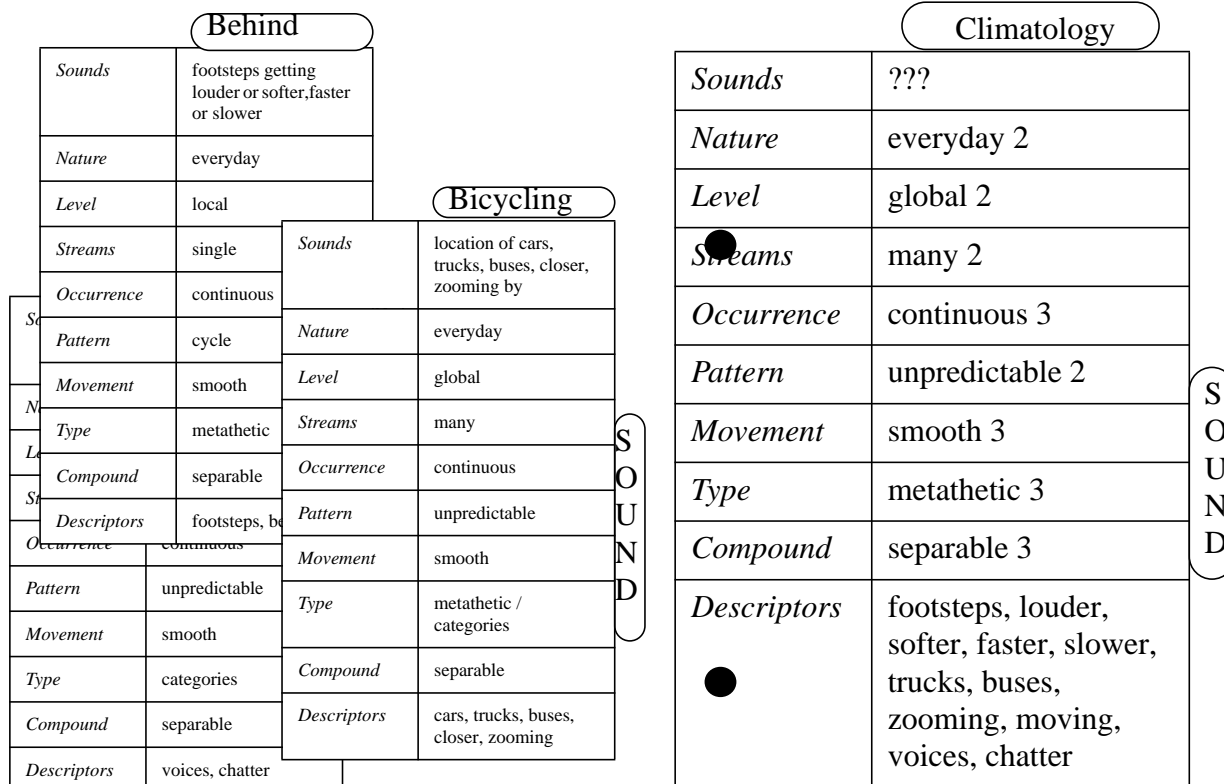 Behind
Sounds footsteps getting
louder or softer,faster
or slower
Nature everyday
Level local
Streams single
Occurrence continuous
Pattern cycle
Movement smooth
Type metathetic
Compound separable
Descriptors footsteps,
Bicycling
Sounds location of cars,
trucks, buses, closer,
zooming by
Nature everyday
Level global
Streams many
Occurrence continuous
Pattern unpredictable
Movement smooth
Type metathetic /
categories
Compound separable
Descriptors cars, trucks, buses,
closer, zooming
SOUND
Occurrence continuous
Pattern unpredictable
Movement smooth
Type categories
Compound separable
Descriptors voices, chatter
Climatology
Sounds ???
Nature everyday 2
Level global 2
Streams many 2
Occurrence continuous 3
Pattern unpredictable 2
Movement smooth 3
Type metathetic 3
Compound separable 3
Descriptors footsteps, louder,
softer, faster, slower,
trucks, buses,
zooming, moving,
voices, chatter
SOUND